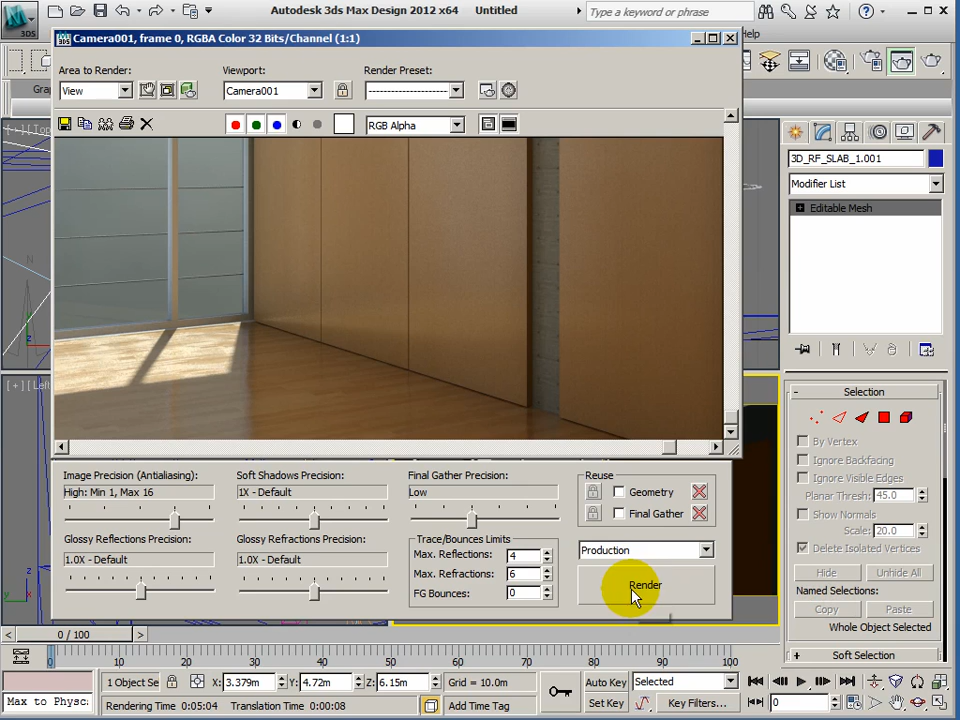 Autodesk 3ds Max Design 2012 x64 Untitled
Type a keyword or phrase
3DS
Camera001, frame 0, RGBA Color 32 Bits/Channel (1:1)
Help
Area to Render: Viewport: Render Preset:
View Camera001
RGB Alpha
Gra
[+] [Top
3D_RF_SLAB_1.001
Modifier List
Editable Mesh
[+] [Left
Selection
By Vertex
Ignore Backfacing
Ignore Visible Edges
Planar Thresh: 45.0
Show Normals
Scale: 20.0
Delete Isolated Vertices
Hide Unhide All
Named Selections:
Copy Paste
Whole Object Selected
Soft Selection
Image Precision (Antialiasing): Soft Shadows Precision: Final Gather Precision: Reuse
High: Min 1, Max 16 1X - Default Low Geometry
Final Gather
Glossy Reflections Precision: Glossy Refractions Precision: Trace/Bounces Limits
1.0X - Default 1.0X - Default Max. Reflections: 4
Production
Max. Refractions: 6
Render
FG Bounces: 0
0 / 100
0 10 20 30 40 50 60 70 80 90 100
1 Object Se X: 3.379m Y: 4.72m Z: 6.15m Grid = 10.0m Auto Key Selected
Max to Physc: Rendering Time 0:05:04 Translation Time 0:00:08 Add Time Tag Set Key Key Filters... 0